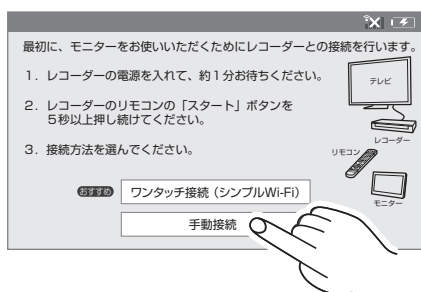 最初に、モニターをお使いいただくためにレコーダーとの接続を行います。
1. レコーダーの電源を入れて、約1分お待ちください。
2. レコーダーのリモコンの「スタート」ボタンを
5秒以上押し続けてください。
3. 接続方法を選んでください。
テレビ
レコーダー
リモコン
モニター
おすすめ ワンタッチ接続（シンプルWi-Fi）
手動接続